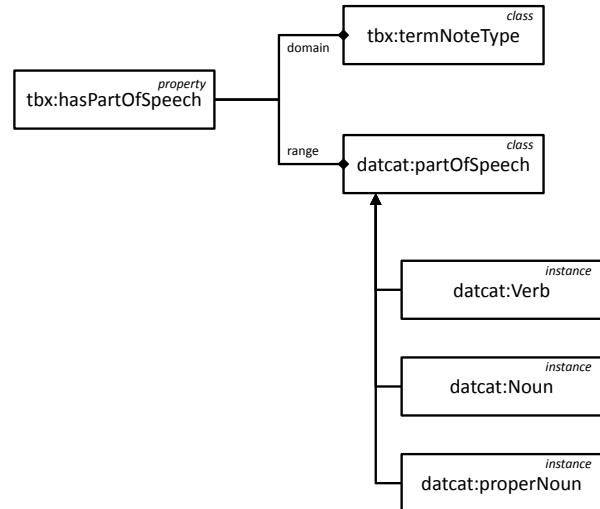 class
tbx:termNoteType
domain
property
tbx:hasPartOfSpeech
range
class
datcat:partOfSpeech
instance
datcat:Verb
instance
datcat:Noun
instance
datcat:properNoun